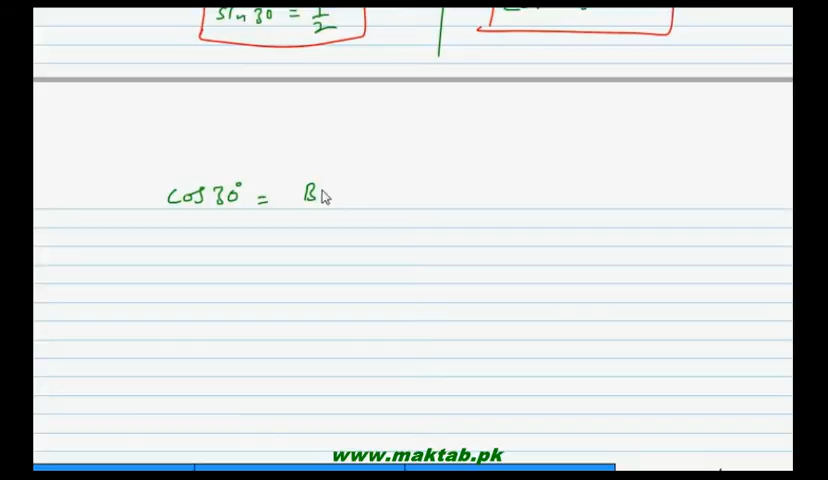 sin 30 = 1/2
cos 30° = B
www.maktab.pk